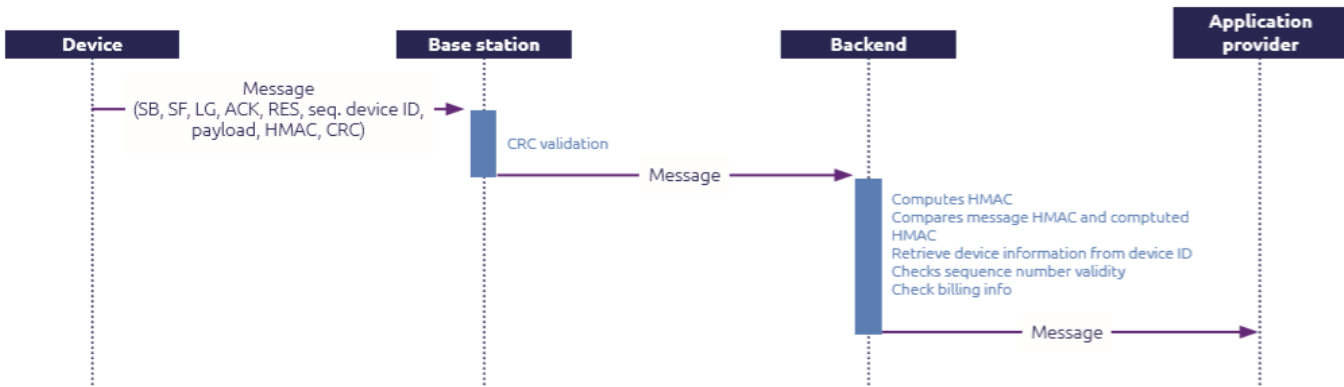 Device
Base station
Backend
Application
provider
Message
(SB, SF, LG, ACK, RES, seq. device ID,
payload, HMAC, CRC)
CRC validation
Message
Computes HMAC
Compares message HMAC and comptuted
HMAC
Retrieve device information from device ID
Checks sequence number validity
Check billing info
Message